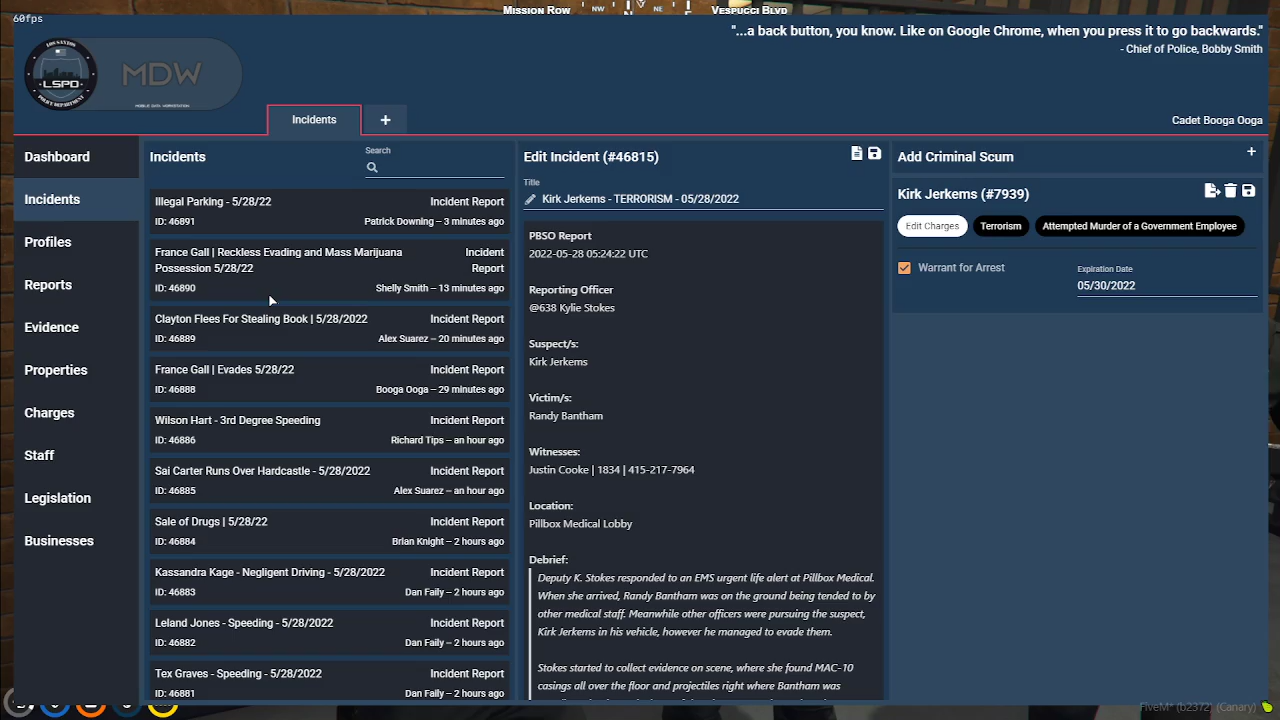 60fps
Mission Row
NW
N
NE
Vespucci Blvd
"...a back button, you know. Like on Google Chrome, when you press it to go backwards."
- Chief of Police, Bobby Smith
LOS SANTOS
LSPD
POLICE DEPARTMENT
MDW
MOBILE DATA WORKSTATION
Incidents
+
Cadet Booga Ooga
Dashboard
Incidents
Profiles
Reports
Evidence
Properties
Charges
Staff
Legislation
Businesses
Incidents
Search
Illegal Parking - 5/28/22
Incident Report
ID: 46891
Patrick Downing – 3 minutes ago
France Gall | Reckless Evading and Mass Marijuana
Possession 5/28/22
Incident
Report
ID: 46890
Shelly Smith – 13 minutes ago
Clayton Flees For Stealing Book | 5/28/2022
Incident Report
ID: 46889
Alex Suarez – 20 minutes ago
France Gall | Evades 5/28/22
Incident Report
ID: 46888
Booga Ooga – 29 minutes ago
Wilson Hart - 3rd Degree Speeding
Incident Report
ID: 46886
Richard Tips – an hour ago
Sai Carter Runs Over Hardcastle - 5/28/2022
Incident Report
ID: 46885
Alex Suarez – an hour ago
Sale of Drugs | 5/28/22
Incident Report
ID: 46884
Brian Knight – 2 hours ago
Kassandra Kage - Negligent Driving - 5/28/2022
Incident Report
ID: 46883
Dan Faily – 2 hours ago
Leland Jones - Speeding - 5/28/2022
Incident Report
ID: 46882
Dan Faily – 2 hours ago
Tex Graves - Speeding - 5/28/2022
Incident Report
ID: 46881
Dan Faily – 2 hours ago
Edit Incident (#46815)
Title
Kirk Jerkems - TERRORISM - 05/28/2022
PBSO Report
2022-05-28 05:24:22 UTC
Reporting Officer
@638 Kylie Stokes
Suspect/s:
Kirk Jerkems
Victim/s:
Randy Bantham
Witnesses:
Justin Cooke | 1834 | 415-217-7964
Location:
Pillbox Medical Lobby
Debrief:
Deputy K. Stokes responded to an EMS urgent life alert at Pillbox Medical.
When she arrived, Randy Bantham was on the ground being tended to by
other medical staff. Meanwhile other officers were pursuing the suspect,
Kirk Jerkems in his vehicle, however he managed to evade them.
Stokes started to collect evidence on scene, where she found MAC-10
casings all over the floor and projectiles right where Bantham was
Add Criminal Scum
+
Kirk Jerkems (#7939)
Edit Charges
Terrorism
Attempted Murder of a Government Employee
Warrant for Arrest
Expiration Date
05/30/2022
FiveM* (b2372) (Canary)